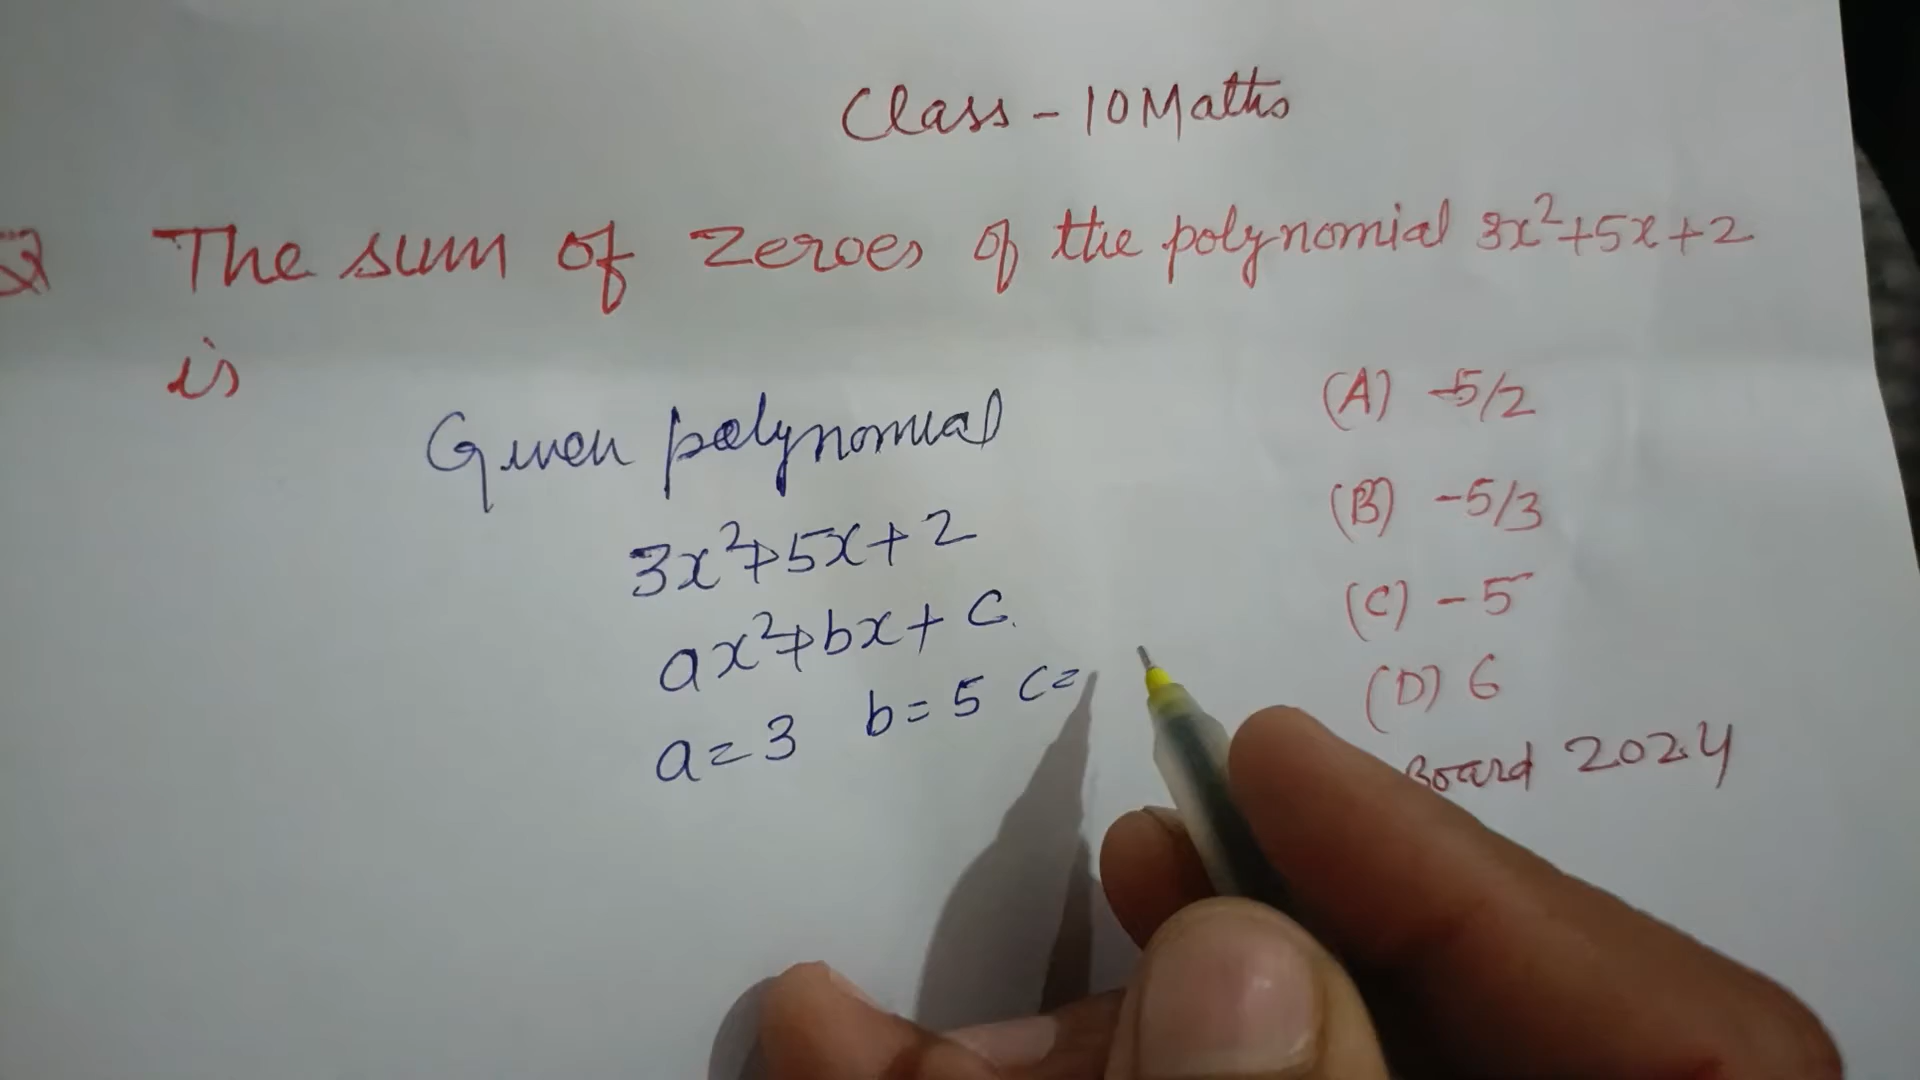 Class - 10 Maths
Q The sum of zeroes of the polynomial 3x²+5x+2
is
Given polynomial
3x²+5x+2
ax²+bx+c.
a=3 b=5 c=
(A) -5/2
(B) -5/3
(C) -5
(D) 6
Board 2024